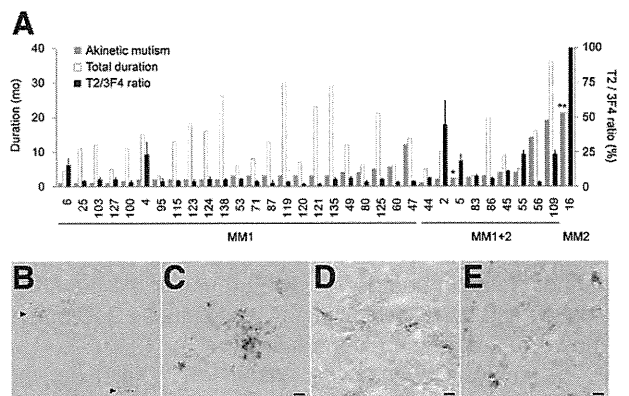 A
40
30
20
10
0
Duration (mo)
Akinetic mutism
Total duration
T2/3F4 ratio
100
75
50
25
0
T2 / 3F4 ratio (%)
* **
6 25 103 127 100 4 95 115 123 124 138 53 71 87 119 120 121 135 49 80 125 60 47 44 2 5 83 86 45 55 56 109 16
MM1 MM1+2 MM2
B C D E